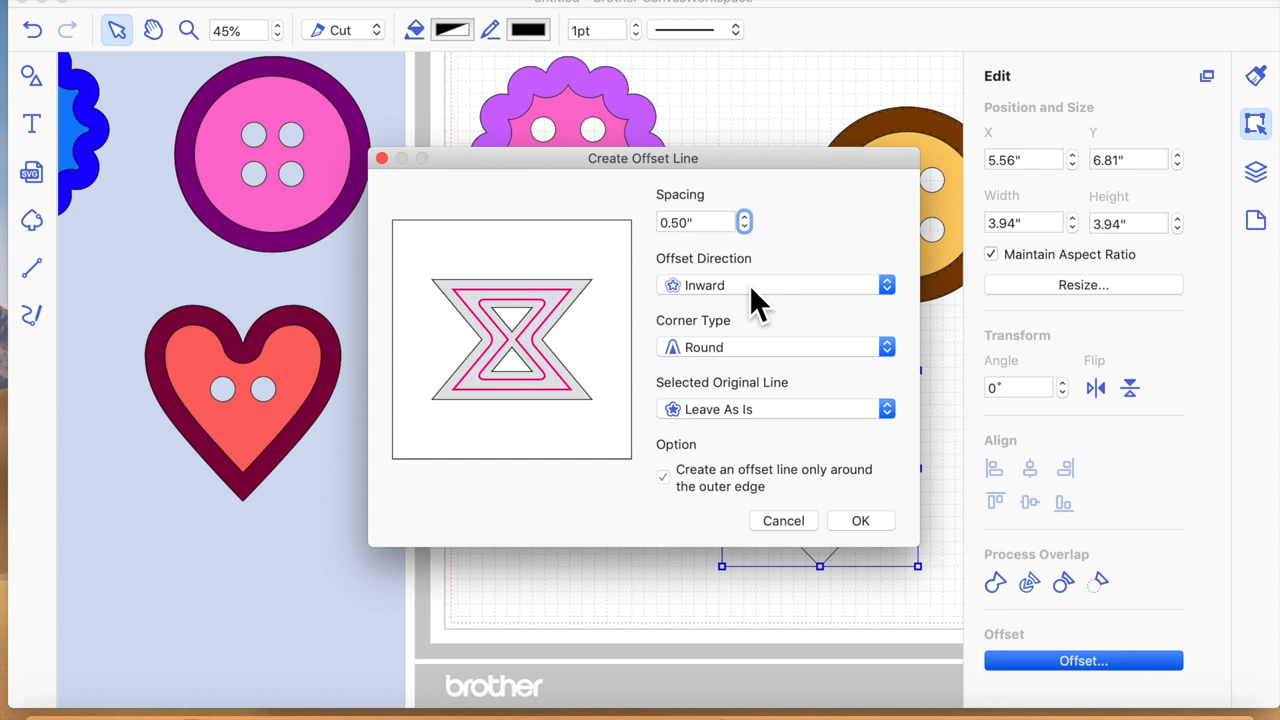 untitled - Brother CanvasWorkspace
45%
Cut
1pt
T
SVG
Edit
Position and Size
X
Y
5.56"
6.81"
Width
Height
3.94"
3.94"
Maintain Aspect Ratio
Resize...
Transform
Angle
Flip
0°
Align
Process Overlap
Offset
Offset...
Create Offset Line
Spacing
0.50"
Offset Direction
Inward
Corner Type
Round
Selected Original Line
Leave As Is
Option
Create an offset line only around
the outer edge
Cancel
OK
brother